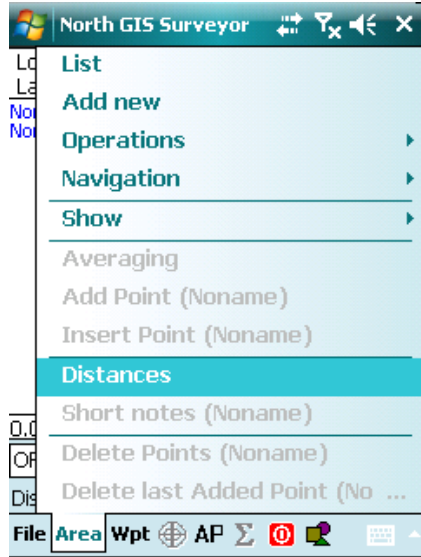 North GIS Surveyor
List
Add new
Operations
Navigation
Show
Averaging
Add Point (Noname)
Insert Point (Noname)
Distances
Short notes (Noname)
Delete Points (Noname)
Delete last Added Point (No ...
File Area Wpt AP Σ